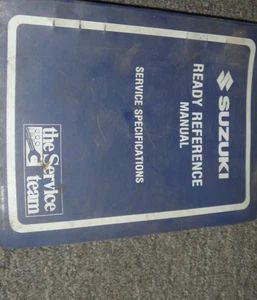 SUZUKI
READY REFERENCE
MANUAL
SERVICE SPECIFICATIONS
the Service
team